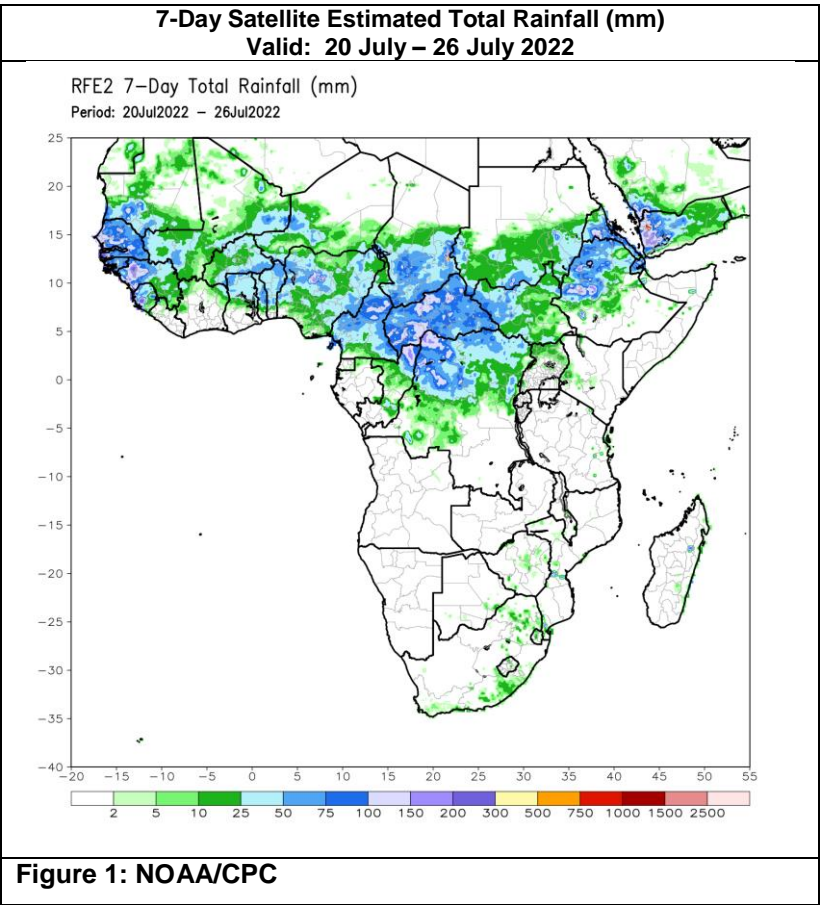 7-Day Satellite Estimated Total Rainfall (mm)
Valid: 20 July – 26 July 2022
RFE2 7-Day Total Rainfall (mm)
Period: 20Jul2022 – 26Jul2022
25
20
15
10
5
0
−5
−10
−15
−20
−25
−30
−35
−40
−20 −15 −10 −5 0 5 10 15 20 25 30 35 40 45 50 55
2 5 10 25 50 75 100 150 200 300 500 750 1000 1500 2500
Figure 1: NOAA/CPC